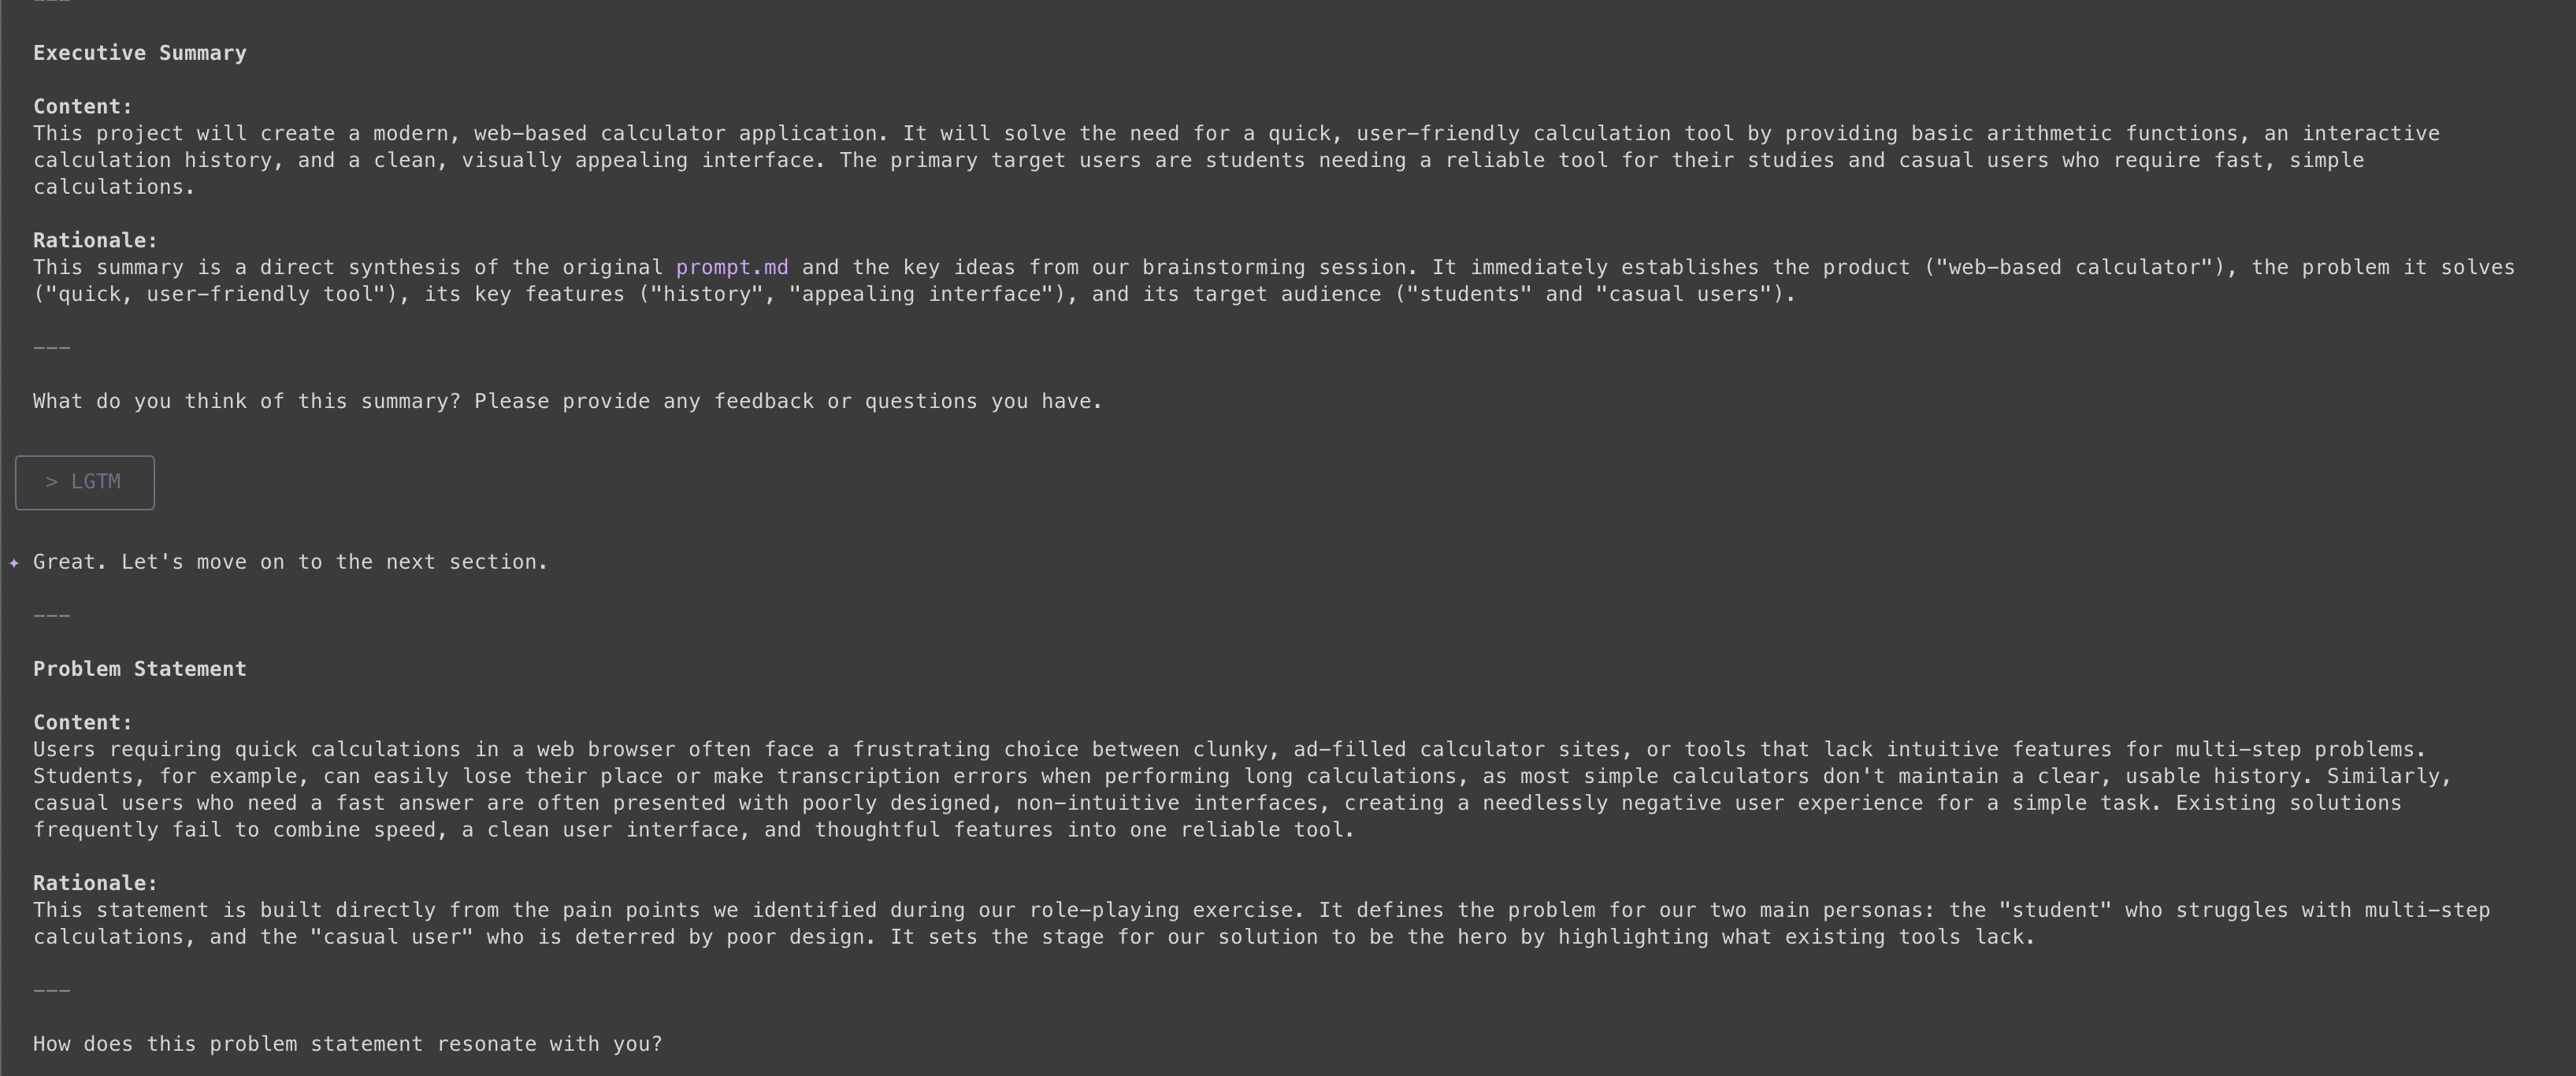 ---
Executive Summary
Content:
This project will create a modern, web-based calculator application. It will solve the need for a quick, user-friendly calculation tool by providing basic arithmetic functions, an interactive
calculation history, and a clean, visually appealing interface. The primary target users are students needing a reliable tool for their studies and casual users who require fast, simple
calculations.
Rationale:
This summary is a direct synthesis of the original prompt.md and the key ideas from our brainstorming session. It immediately establishes the product ("web-based calculator"), the problem it solves
("quick, user-friendly tool"), its key features ("history", "appealing interface"), and its target audience ("students" and "casual users").
---
What do you think of this summary? Please provide any feedback or questions you have.
> LGTM
✦ Great. Let's move on to the next section.
---
Problem Statement
Content:
Users requiring quick calculations in a web browser often face a frustrating choice between clunky, ad-filled calculator sites, or tools that lack intuitive features for multi-step problems.
Students, for example, can easily lose their place or make transcription errors when performing long calculations, as most simple calculators don't maintain a clear, usable history. Similarly,
casual users who need a fast answer are often presented with poorly designed, non-intuitive interfaces, creating a needlessly negative user experience for a simple task. Existing solutions
frequently fail to combine speed, a clean user interface, and thoughtful features into one reliable tool.
Rationale:
This statement is built directly from the pain points we identified during our role-playing exercise. It defines the problem for our two main personas: the "student" who struggles with multi-step
calculations, and the "casual user" who is deterred by poor design. It sets the stage for our solution to be the hero by highlighting what existing tools lack.
---
How does this problem statement resonate with you?